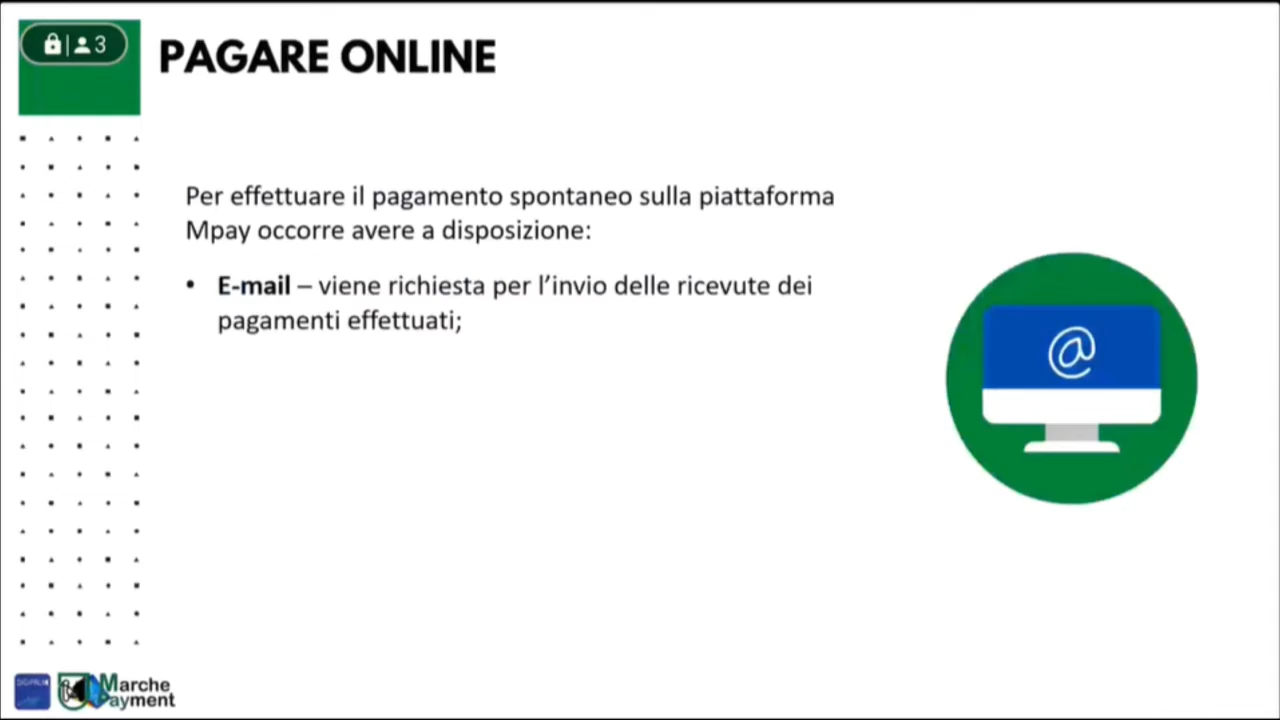 3
PAGARE ONLINE
Per effettuare il pagamento spontaneo sulla piattaforma
Mpay occorre avere a disposizione:
• E-mail – viene richiesta per l’invio delle ricevute dei
pagamenti effettuati;
@
Marche
Payment